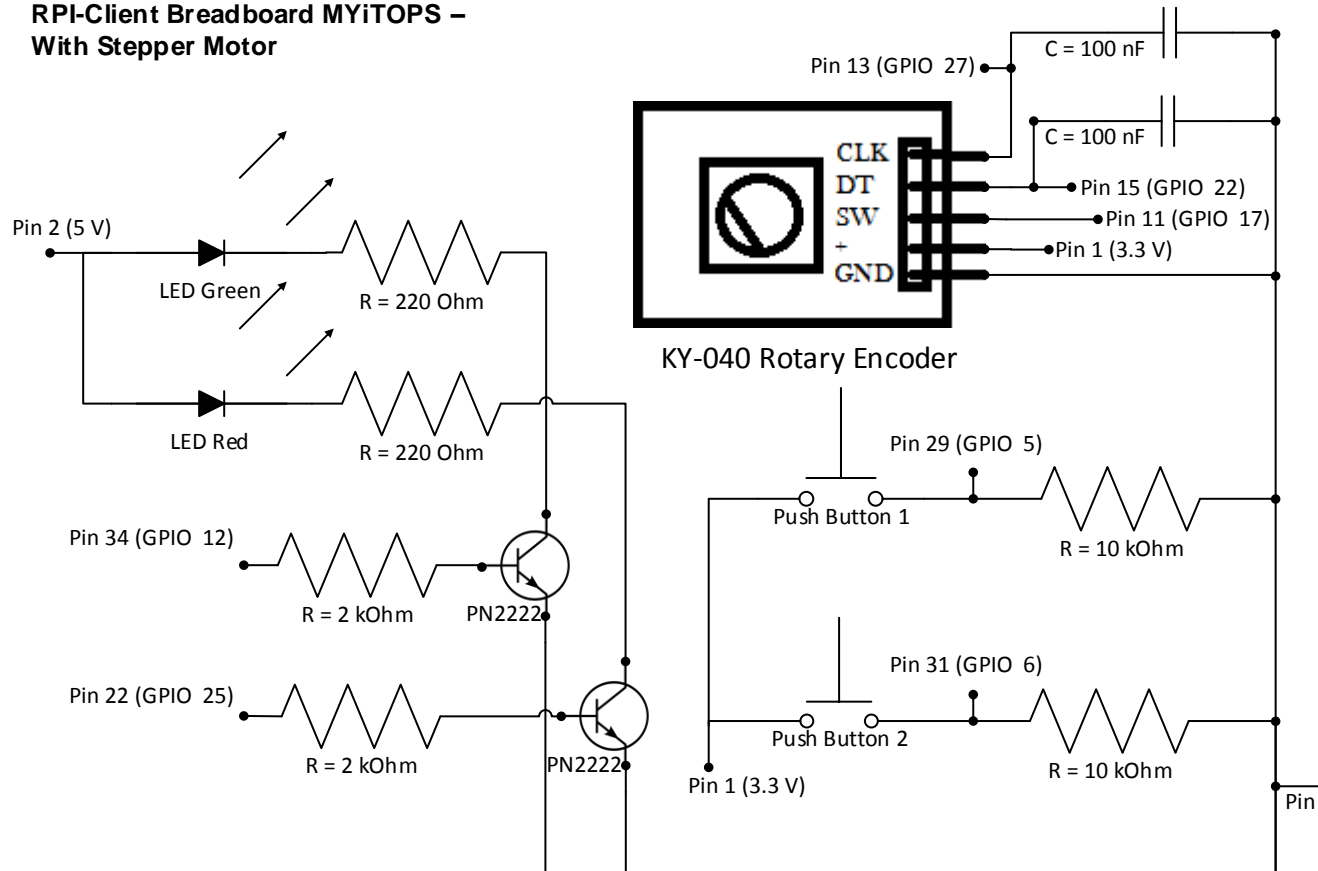 RPI-Client Breadboard MYiTOPS –
With Stepper Motor
C = 100 nF
Pin 13 (GPIO 27)
C = 100 nF
CLK
DT
SW
+
GND
Pin 15 (GPIO 22)
Pin 11 (GPIO 17)
Pin 1 (3.3 V)
KY-040 Rotary Encoder
Pin 2 (5 V)
LED Green
R = 220 Ohm
LED Red
R = 220 Ohm
Pin 34 (GPIO 12)
R = 2 kOhm
PN2222
Pin 22 (GPIO 25)
R = 2 kOhm
PN2222
Pin 29 (GPIO 5)
Push Button 1
R = 10 kOhm
Pin 31 (GPIO 6)
Push Button 2
R = 10 kOhm
Pin 1 (3.3 V)
Pin